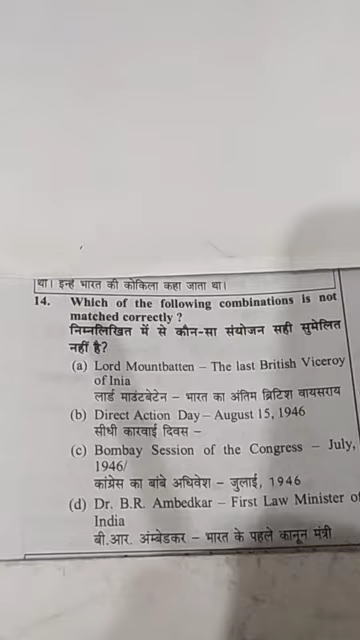 था। इन्हें भारत की कोकिला कहा जाता था।
14. Which of the following combinations is not
matched correctly ?
निम्नलिखित में से कौन-सा संयोजन सही सुमेलित
नहीं है?
(a) Lord Mountbatten – The last British Viceroy
of Inia
लार्ड माउंटबेटेन – भारत का अंतिम ब्रिटिश वायसराय
(b) Direct Action Day – August 15, 1946
सीधी कारवाई दिवस –
(c) Bombay Session of the Congress – July,
1946/
कांग्रेस का बांबे अधिवेश – जुलाई, 1946
(d) Dr. B.R. Ambedkar – First Law Minister of
India
बी.आर. अंम्बेडकर – भारत के पहले कानून मंत्री